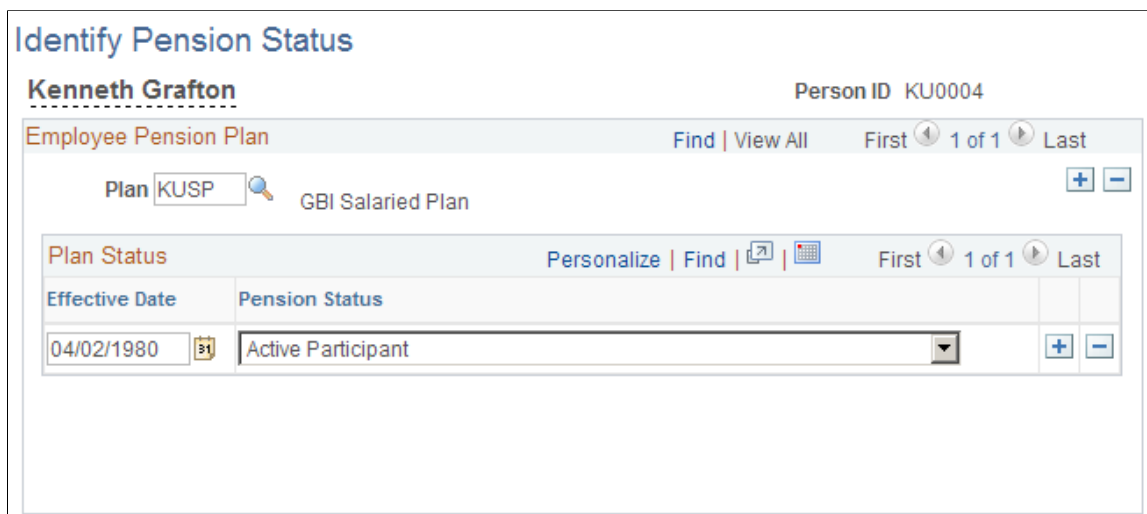 Identify Pension Status
Kenneth Grafton Person ID KU0004
Employee Pension Plan Find | View All First 1 of 1 Last
Plan KUSP GBI Salaried Plan
Plan Status Personalize | Find | | First 1 of 1 Last
Effective Date Pension Status
04/02/1980 31 Active Participant